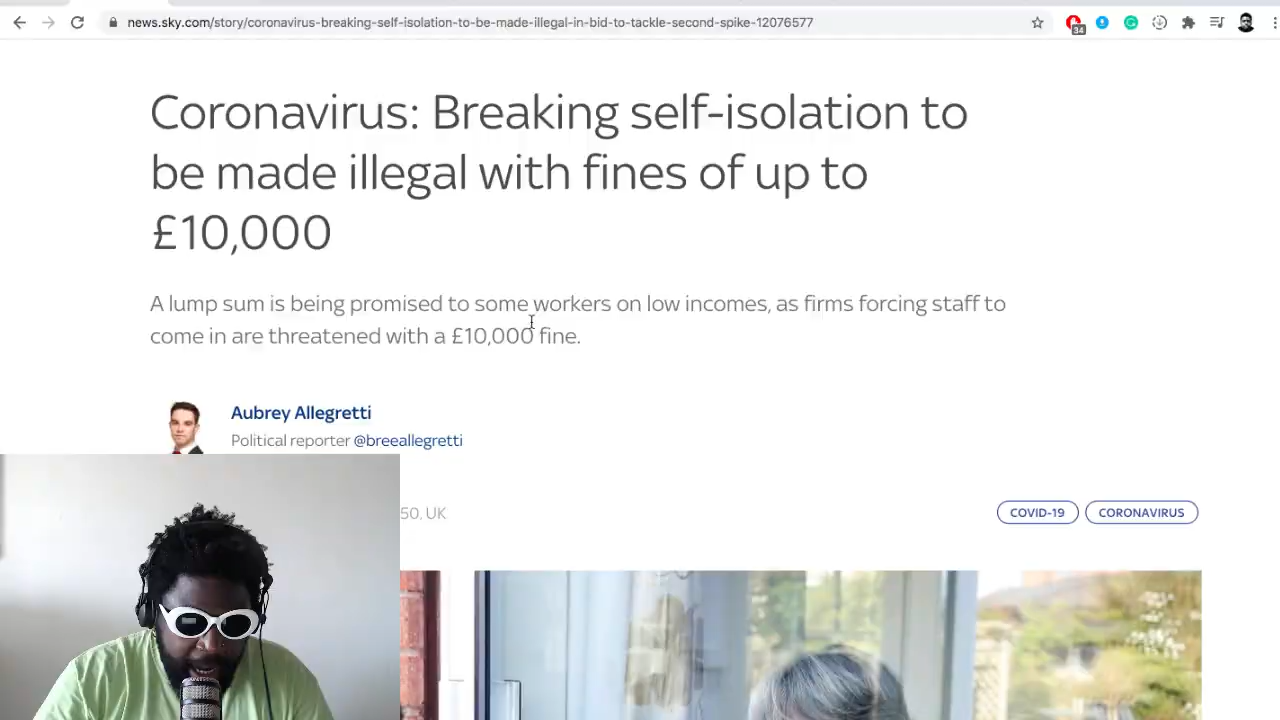 news.sky.com/story/coronavirus-breaking-self-isolation-to-be-made-illegal-in-bid-to-tackle-second-spike-12076577
34
Coronavirus: Breaking self-isolation to
be made illegal with fines of up to
£10,000
A lump sum is being promised to some workers on low incomes, as firms forcing staff to
come in are threatened with a £10,000 fine.
Aubrey Allegretti
Political reporter @breeallegretti
50, UK
COVID-19
CORONAVIRUS